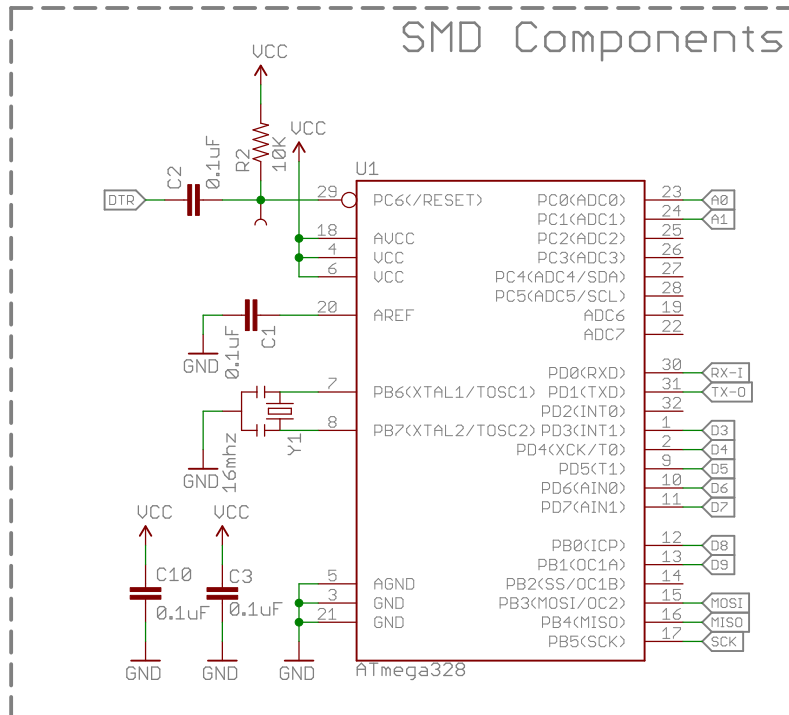 SMD Components
VCC
VCC
C2
0.1uF
R2
10K
DTR
U1
29 PC6(/RESET)
18 AVCC
4 VCC
6 VCC
20 AREF
7 PB6(XTAL1/TOSC1)
8 PB7(XTAL2/TOSC2)
5 AGND
3 GND
21 GND
PC0(ADC0) 23 A0
PC1(ADC1) 24 A1
PC2(ADC2) 25
PC3(ADC3) 26
PC4(ADC4/SDA) 27
PC5(ADC5/SCL) 28
ADC6 19
ADC7 22
PD0(RXD) 30 RX-I
PD1(TXD) 31 TX-O
PD2(INT0) 32
PD3(INT1) 1 D3
PD4(XCK/T0) 2 D4
PD5(T1) 9 D5
PD6(AIN0) 10 D6
PD7(AIN1) 11 D7
PB0(ICP) 12 D8
PB1(OC1A) 13 D9
PB2(SS/OC1B) 14
PB3(MOSI/OC2) 15 MOSI
PB4(MISO) 16 MISO
PB5(SCK) 17 SCK
ATmega328
GND
0.1uF
C1
GND
16mhz
Y1
VCC
VCC
C10
0.1uF
C3
0.1uF
GND
GND
GND